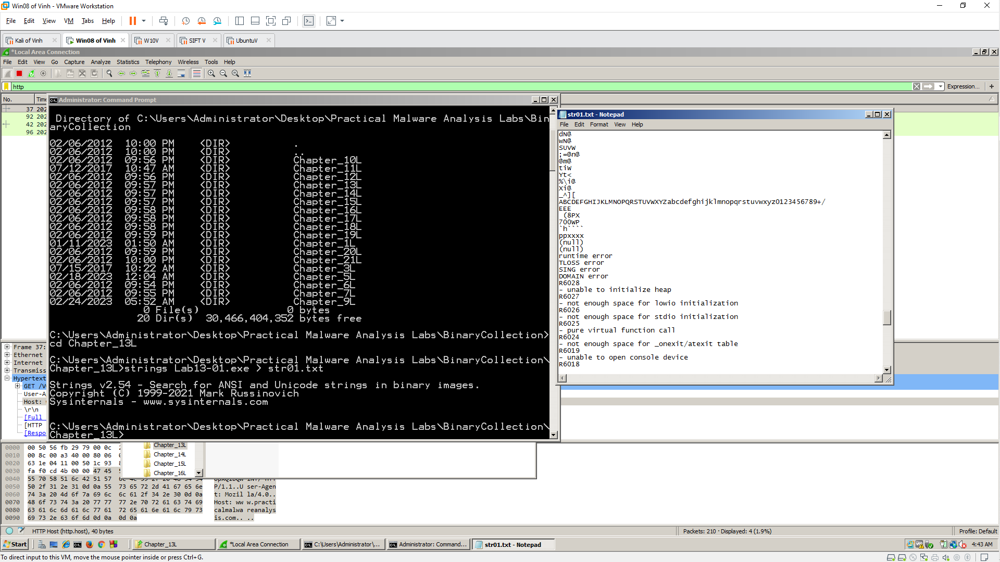 Win08 of Vinh - VMware Workstation
File Edit View VM Tabs Help
Kali of Vinh
Win08 of Vinh
W10V
SIFT V
UbuntuV
*Local Area Connection
File Edit View Go Capture Analyze Statistics Telephony Wireless Tools Help
http
Expression...
No. Time
37 202
92 202
42 202
96 202
Administrator: Command Prompt
Directory of C:\Users\Administrator\Desktop\Practical Malware Analysis Labs\Bin
aryCollection
02/06/2012 10:00 PM <DIR> .
02/06/2012 10:00 PM <DIR> ..
02/06/2012 09:56 PM <DIR> Chapter_10L
07/12/2017 10:47 AM <DIR> Chapter_11L
02/06/2012 09:56 PM <DIR> Chapter_12L
02/06/2012 09:57 PM <DIR> Chapter_13L
02/06/2012 09:57 PM <DIR> Chapter_14L
02/06/2012 09:57 PM <DIR> Chapter_15L
02/06/2012 09:58 PM <DIR> Chapter_16L
02/06/2012 09:58 PM <DIR> Chapter_17L
02/06/2012 09:58 PM <DIR> Chapter_18L
02/06/2012 09:59 PM <DIR> Chapter_19L
01/11/2023 01:50 AM <DIR> Chapter_1L
02/06/2012 09:59 PM <DIR> Chapter_20L
02/06/2012 10:00 PM <DIR> Chapter_21L
07/15/2017 10:22 AM <DIR> Chapter_3L
02/18/2023 12:04 AM <DIR> Chapter_5L
02/06/2012 09:54 PM <DIR> Chapter_6L
02/06/2012 09:55 PM <DIR> Chapter_7L
02/24/2023 05:52 AM <DIR> Chapter_9L
0 File(s) 0 bytes
20 Dir(s) 30,466,404,352 bytes free
C:\Users\Administrator\Desktop\Practical Malware Analysis Labs\BinaryCollection>
cd Chapter_13L
C:\Users\Administrator\Desktop\Practical Malware Analysis Labs\BinaryCollection\
Chapter_13L>strings Lab13-01.exe > str01.txt
Strings v2.54 - Search for ANSI and Unicode strings in binary images.
Copyright (C) 1999-2021 Mark Russinovich
Sysinternals - www.sysinternals.com
C:\Users\Administrator\Desktop\Practical Malware Analysis Labs\BinaryCollection\
Chapter_13L>
str01.txt - Notepad
File Edit Format View Help
dN@
wN@
SUVW
;=@n@
@m@
tiW
Yt<
%\i@
Xi@
_^][
ABCDEFGHIJKLMNOPQRSTUVWXYZabcdefghijklmnopqrstuvwxyz0123456789+/
EEE
(8PX
700WP
`h````
ppxxxx
(null)
(null)
runtime error
TLOSS error
SING error
DOMAIN error
R6028
- unable to initialize heap
R6027
- not enough space for lowio initialization
R6026
- not enough space for stdio initialization
R6025
- pure virtual function call
R6024
- not enough space for _onexit/atexit table
R6019
- unable to open console device
R6018
Frame 37:
Ethernet
Internet
Transmiss
Hypertext
GET /V
User-A
Host: w
\r\n
[Full
[HTTP
[Respo
Chapter_13L
Chapter_14L
Chapter_15L
Chapter_16L
0000 00 50 56 fb 29 79 00 0c 2
0010 00 8c 00 a3 40 00 80 06
0020 63 1e 04 11 00 50 1c 93
0030 fa f0 cd 4b 00 00 47 45
0040 55 70 58 51 6c 42 51 57
0050 50 2f 31 2e 31 0d 0a 55 73 65 72 2d 41 67 65 6e P/1.1..U ser-Agen
0060 74 3a 20 4d 6f 7a 69 6c 6c 61 2f 34 2e 30 0d 0a t: Mozil la/4.0..
0070 48 6f 73 74 3a 20 77 77 77 2e 70 72 61 63 74 69 Host: ww w.practi
0080 63 61 6c 6d 61 6c 77 61 72 65 61 6e 61 6c 79 73 calmalwa reanalys
0090 69 73 2e 63 6f 6d 0d 0a 0d 0a is.com.. ..
HTTP Host (http.host), 40 bytes
Packets: 210 · Displayed: 4 (1.9%)
Profile: Default
Start
Chapter_13L
*Local Area Connection
C:\Users\Administrator\...
Administrator: Comman...
str01.txt - Notepad
4:43 AM
To direct input to this VM, move the mouse pointer inside or press Ctrl+G.